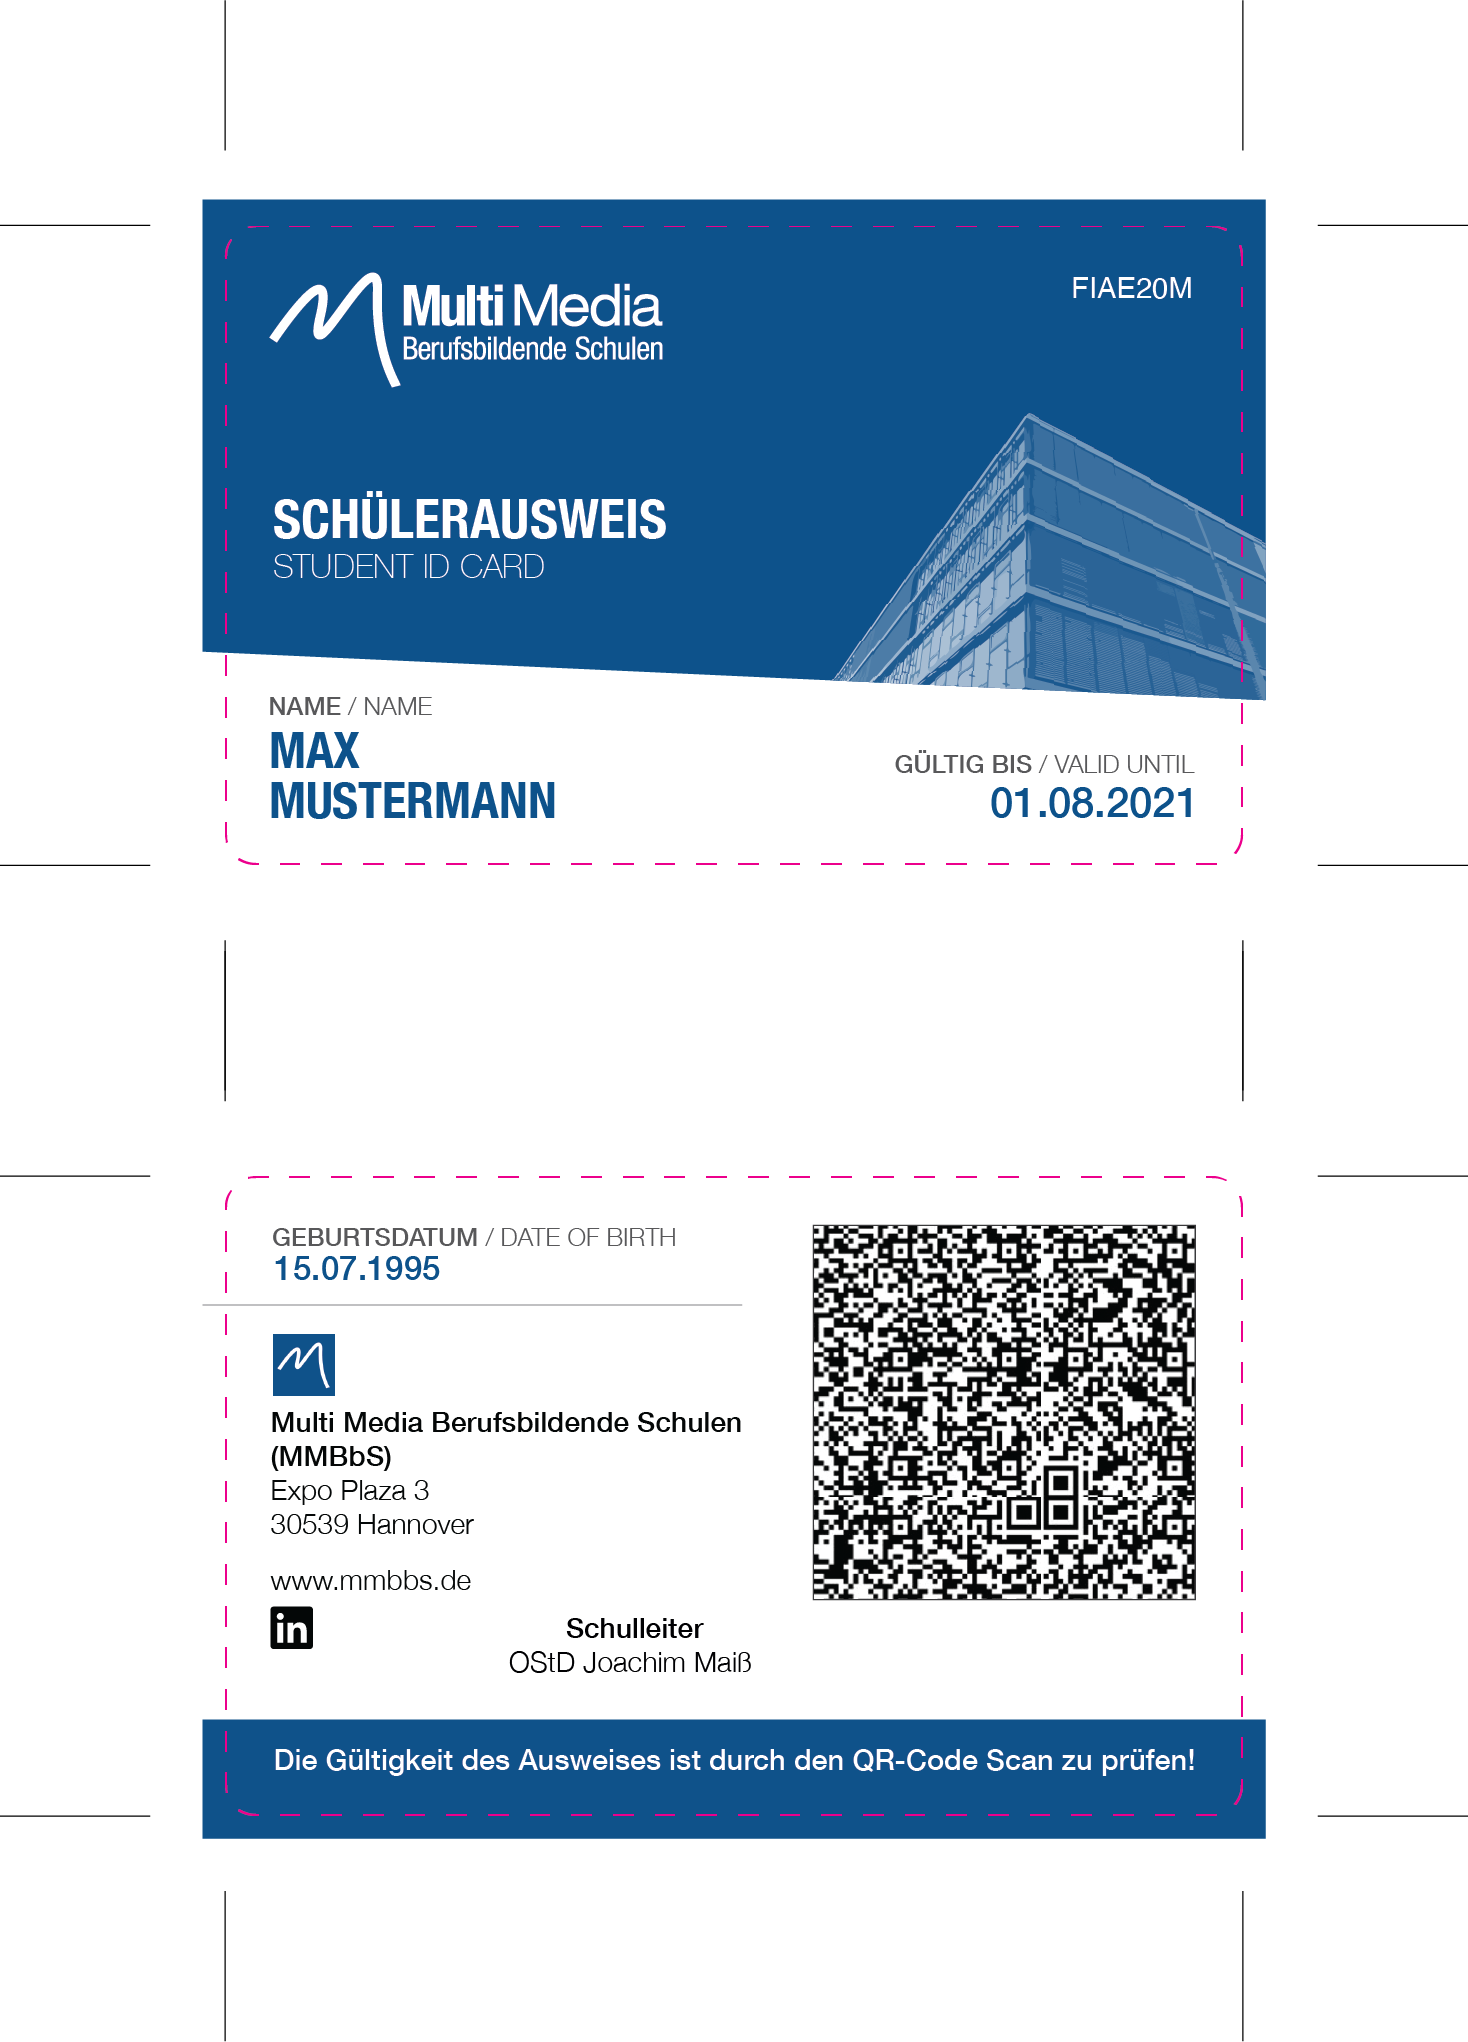 Multi Media
Berufsbildende Schulen
FIAE20M
SCHÜLERAUSWEIS
STUDENT ID CARD
NAME / NAME
MAX
MUSTERMANN
GÜLTIG BIS / VALID UNTIL
01.08.2021
GEBURTSDATUM / DATE OF BIRTH
15.07.1995
Multi Media Berufsbildende Schulen
(MMBbS)
Expo Plaza 3
30539 Hannover
www.mmbbs.de
in
Schulleiter
OStD Joachim Maiß
Die Gültigkeit des Ausweises ist durch den QR-Code Scan zu prüfen!